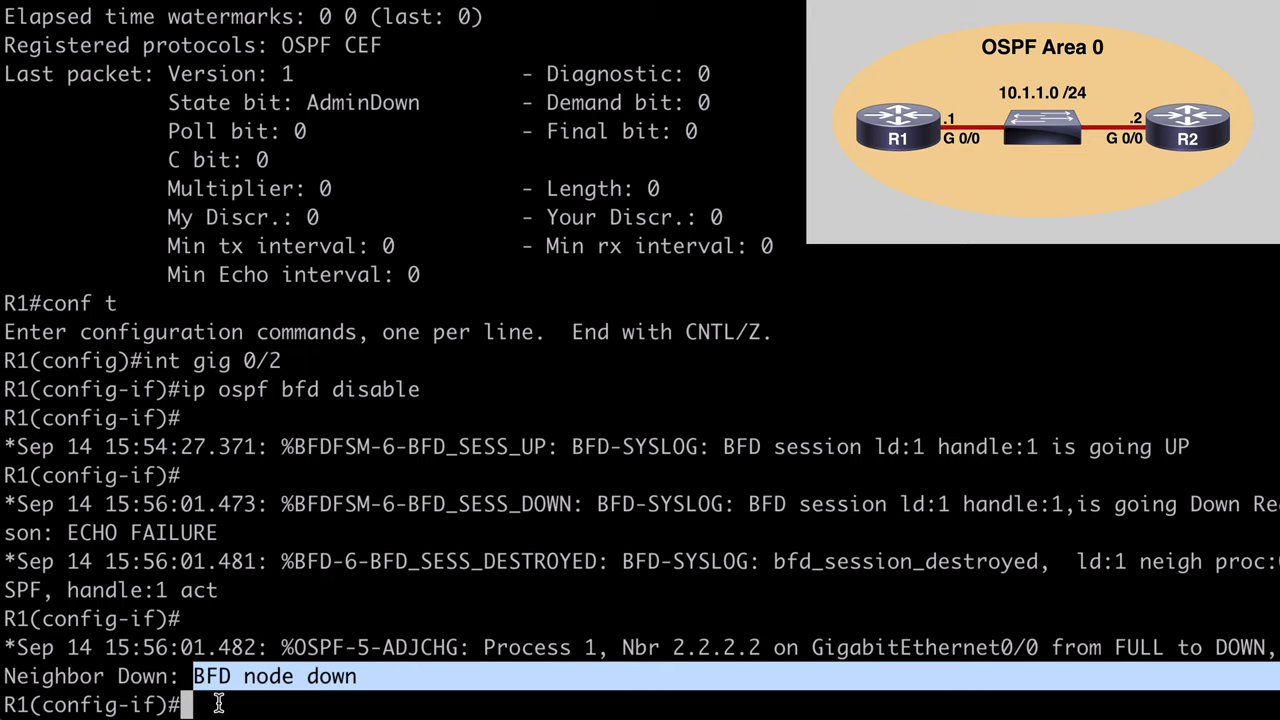 Elapsed time watermarks: 0 0 (last: 0)
Registered protocols: OSPF CEF
Last packet: Version: 1 - Diagnostic: 0
State bit: AdminDown - Demand bit: 0
Poll bit: 0 - Final bit: 0
C bit: 0
Multiplier: 0 - Length: 0
My Discr.: 0 - Your Discr.: 0
Min tx interval: 0 - Min rx interval: 0
Min Echo interval: 0
R1#conf t
Enter configuration commands, one per line. End with CNTL/Z.
R1(config)#int gig 0/2
R1(config-if)#ip ospf bfd disable
R1(config-if)#
*Sep 14 15:54:27.371: %BFDFSM-6-BFD_SESS_UP: BFD-SYSLOG: BFD session ld:1 handle:1 is going UP
R1(config-if)#
*Sep 14 15:56:01.473: %BFDFSM-6-BFD_SESS_DOWN: BFD-SYSLOG: BFD session ld:1 handle:1,is going Down Re
son: ECHO FAILURE
*Sep 14 15:56:01.481: %BFD-6-BFD_SESS_DESTROYED: BFD-SYSLOG: bfd_session_destroyed, ld:1 neigh proc:
SPF, handle:1 act
R1(config-if)#
*Sep 14 15:56:01.482: %OSPF-5-ADJCHG: Process 1, Nbr 2.2.2.2 on GigabitEthernet0/0 from FULL to DOWN,
Neighbor Down: BFD node down
R1(config-if)#
OSPF Area 0
10.1.1.0 /24
.1
.2
G 0/0
G 0/0
R1
R2